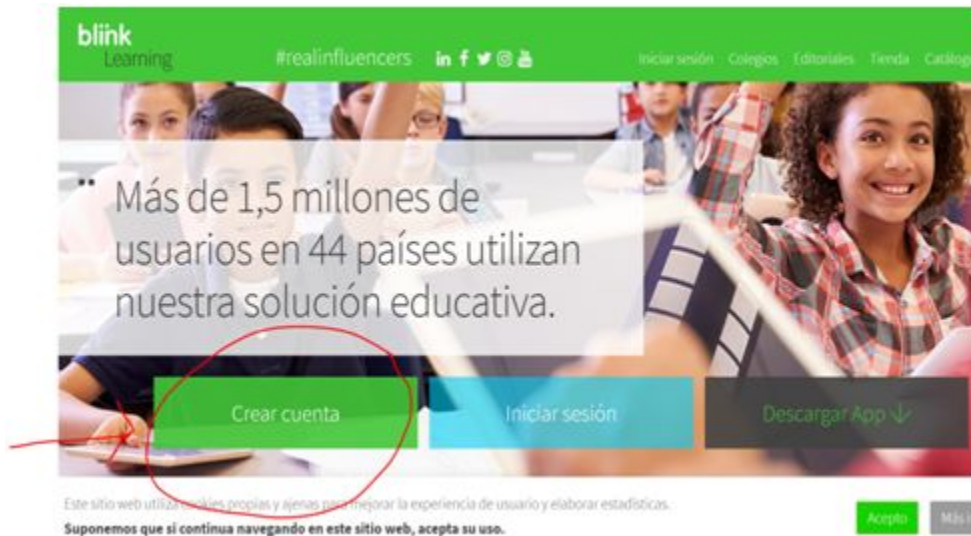 blink
Learning
#realinfluencers
Iniciar sesión Colegios Editoriales Tienda
Más de 1,5 millones de
usuarios en 44 países utilizan
nuestra solución educativa.
Crear cuenta
Iniciar sesión
Descargar App
Este sitio web utiliza cookies propias y ajenas para mejorar la experiencia de usuario y elaborar estadísticas.
Suponemos que si continua navegando en este sitio web, acepta su uso.
Acepto
Más